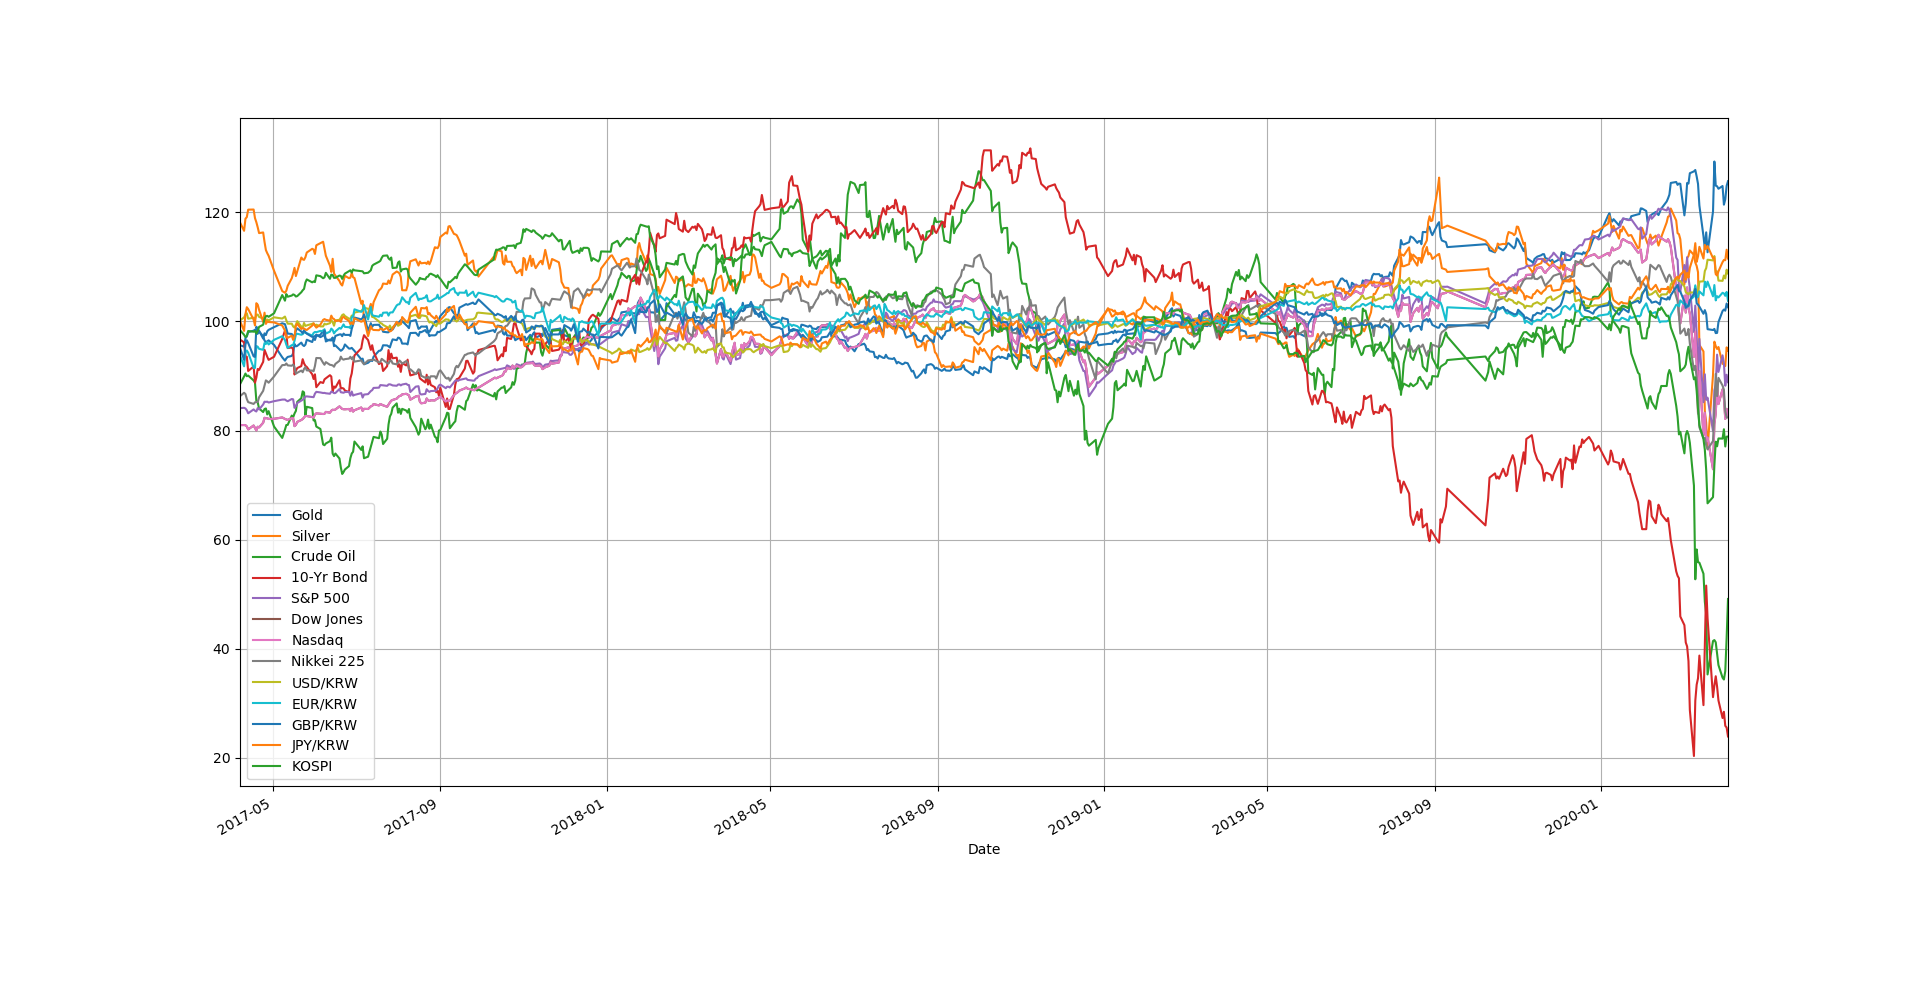 120
100
80
60
40
20
Gold
Silver
Crude Oil
10-Yr Bond
S&P 500
Dow Jones
Nasdaq
Nikkei 225
USD/KRW
EUR/KRW
GBP/KRW
JPY/KRW
KOSPI
2017-05
2017-09
2018-01
2018-05
2018-09
2019-01
2019-05
2019-09
2020-01
Date